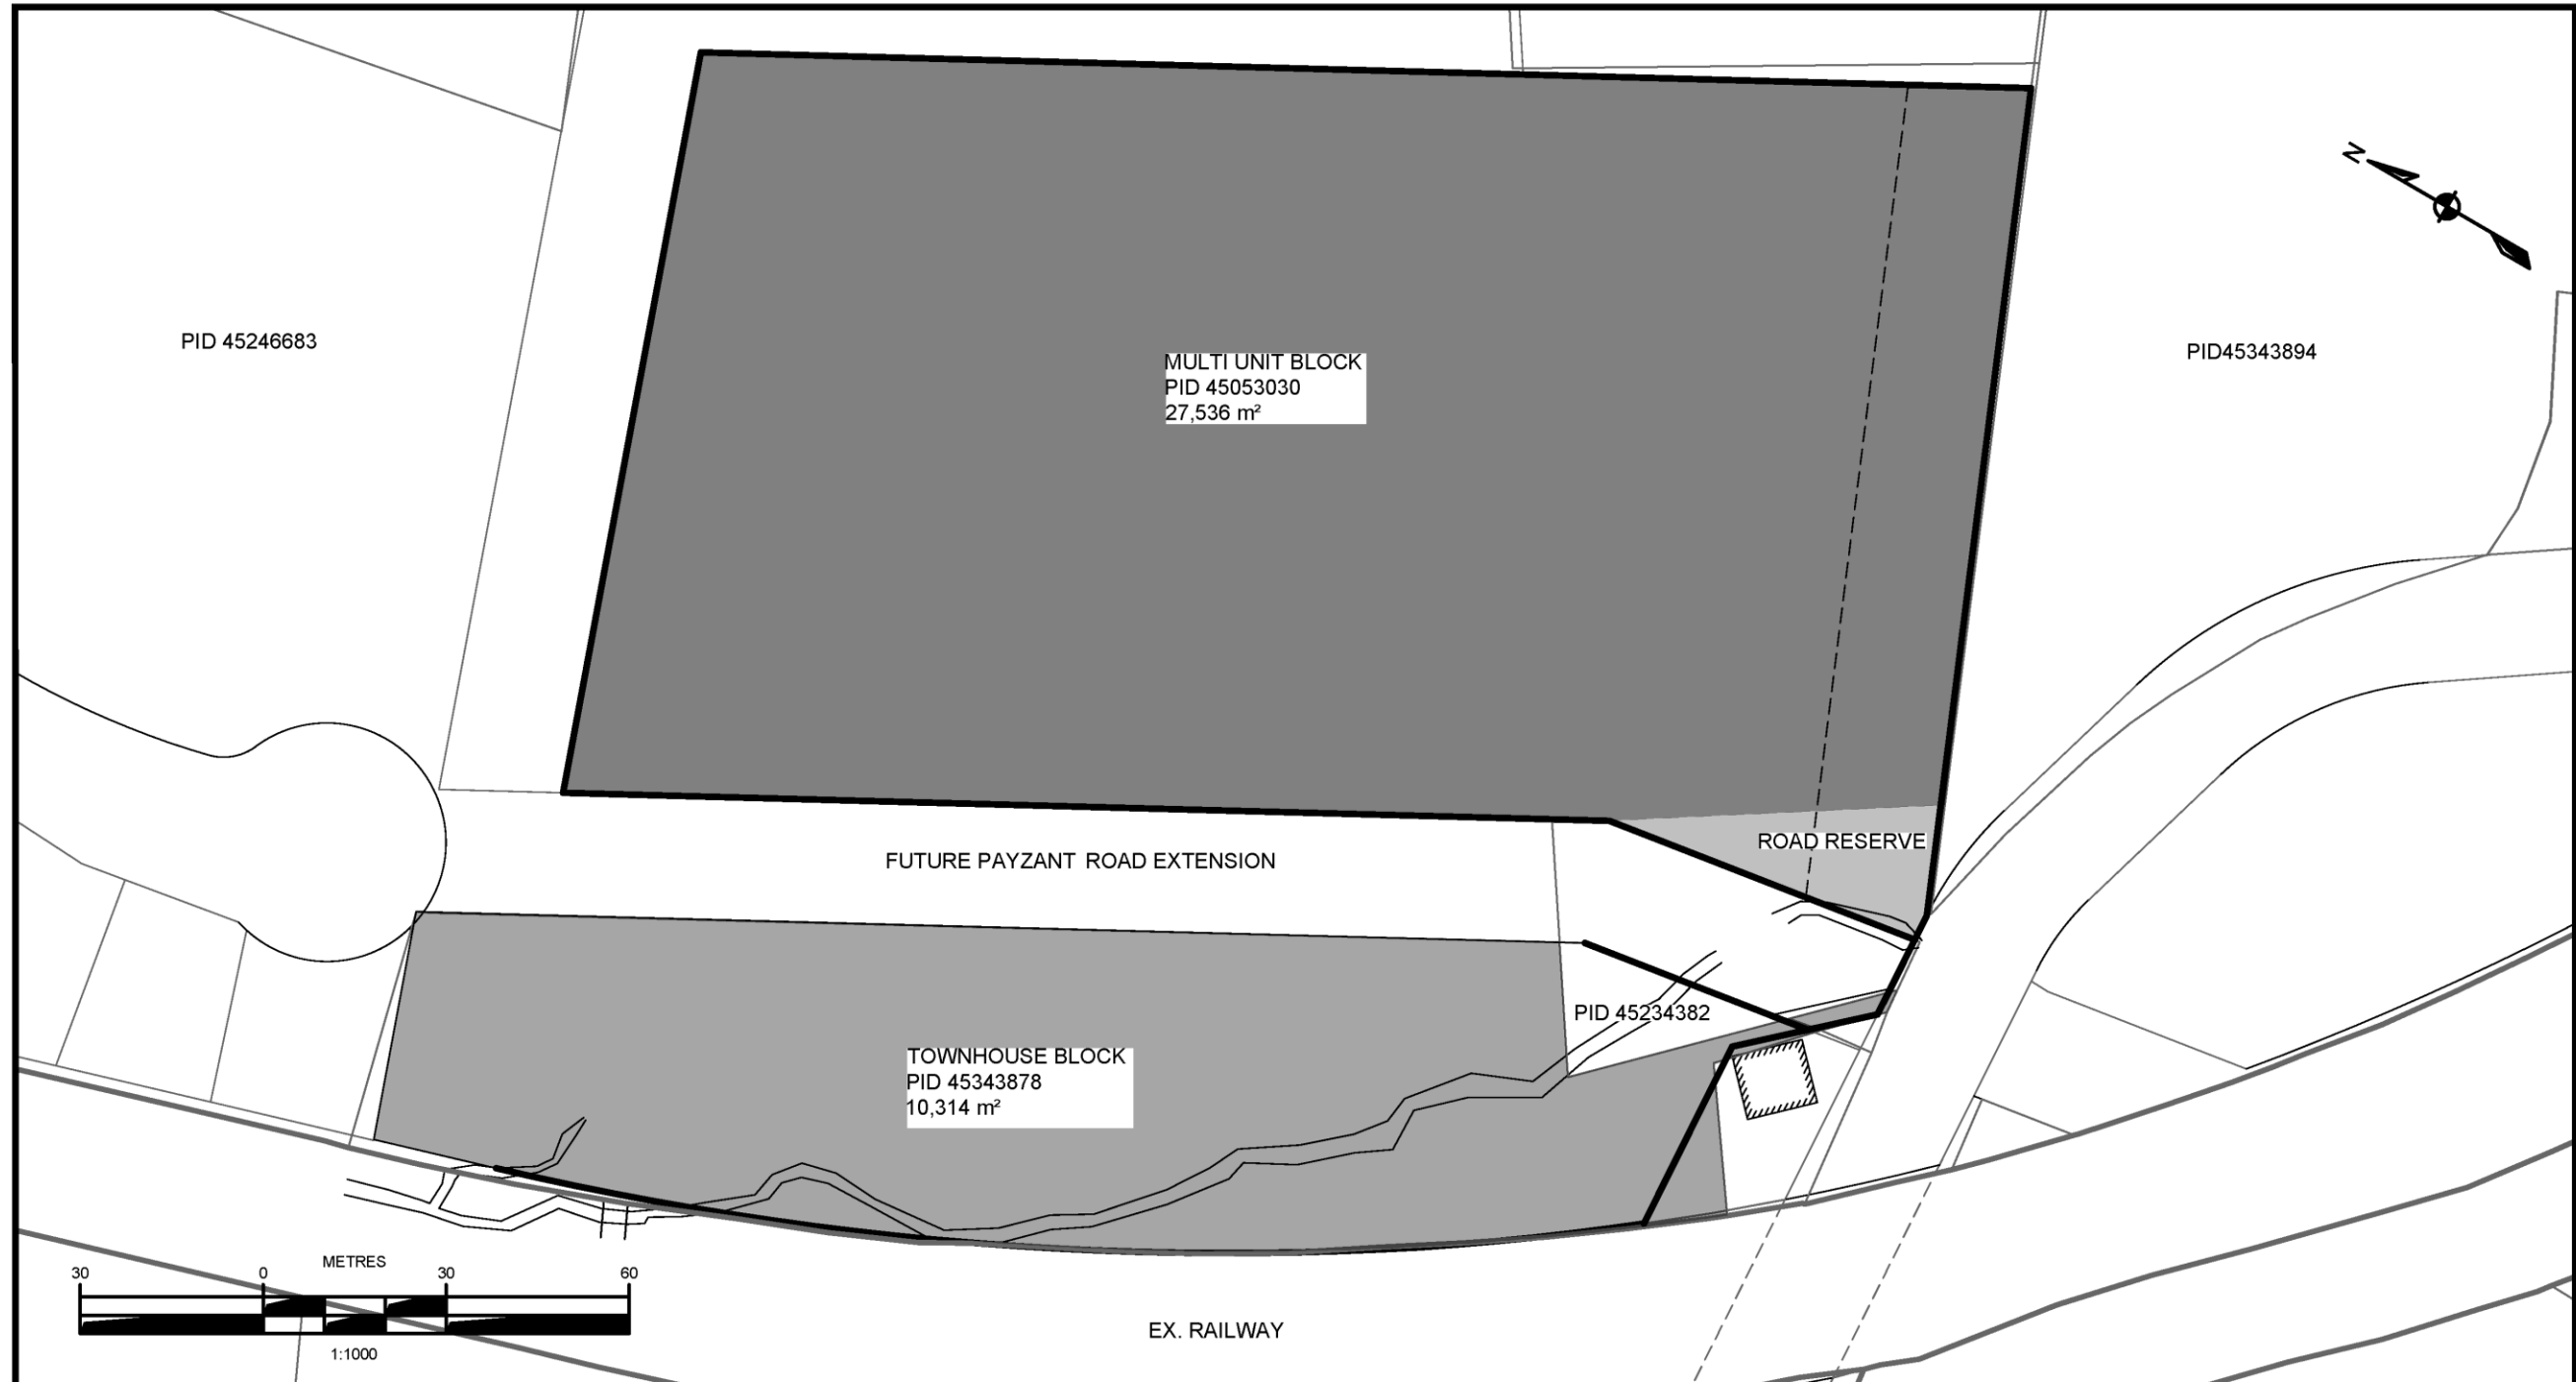 N
PID 45246683
MULTI UNIT BLOCK
PID 45053030
27,536 m²
PID45343894
ROAD RESERVE
FUTURE PAYZANT ROAD EXTENSION
PID 45234382
TOWNHOUSE BLOCK
PID 45343878
10,314 m²
METRES
30 0 30 60
1:1000
EX. RAILWAY